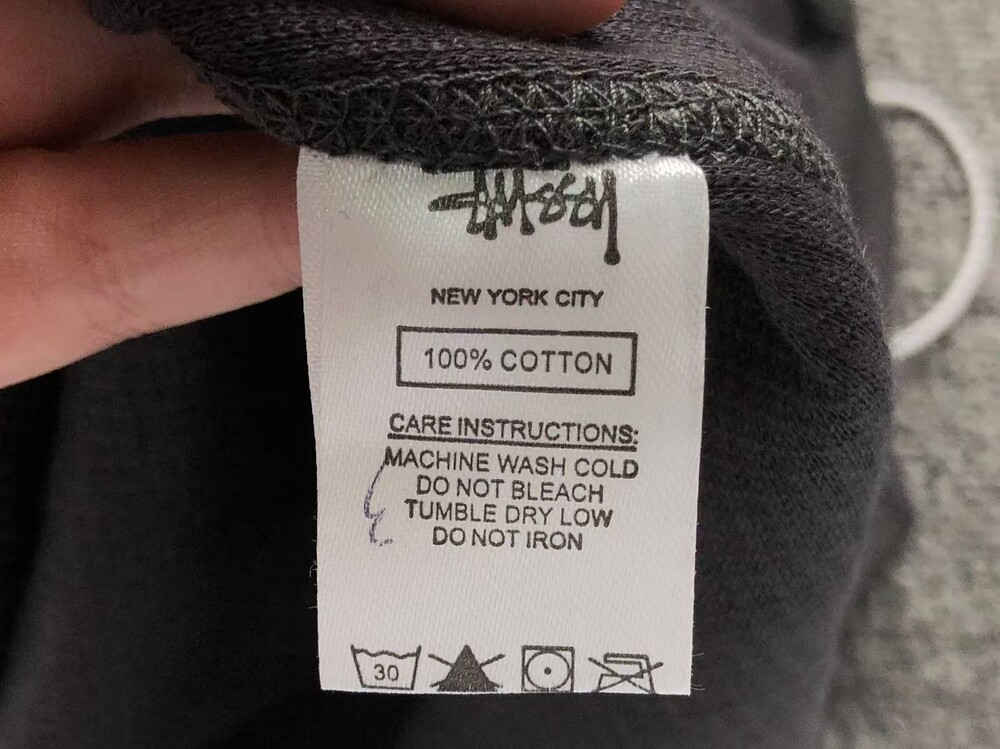 Stüssy
NEW YORK CITY
100% COTTON
CARE INSTRUCTIONS:
MACHINE WASH COLD
DO NOT BLEACH
TUMBLE DRY LOW
DO NOT IRON
30